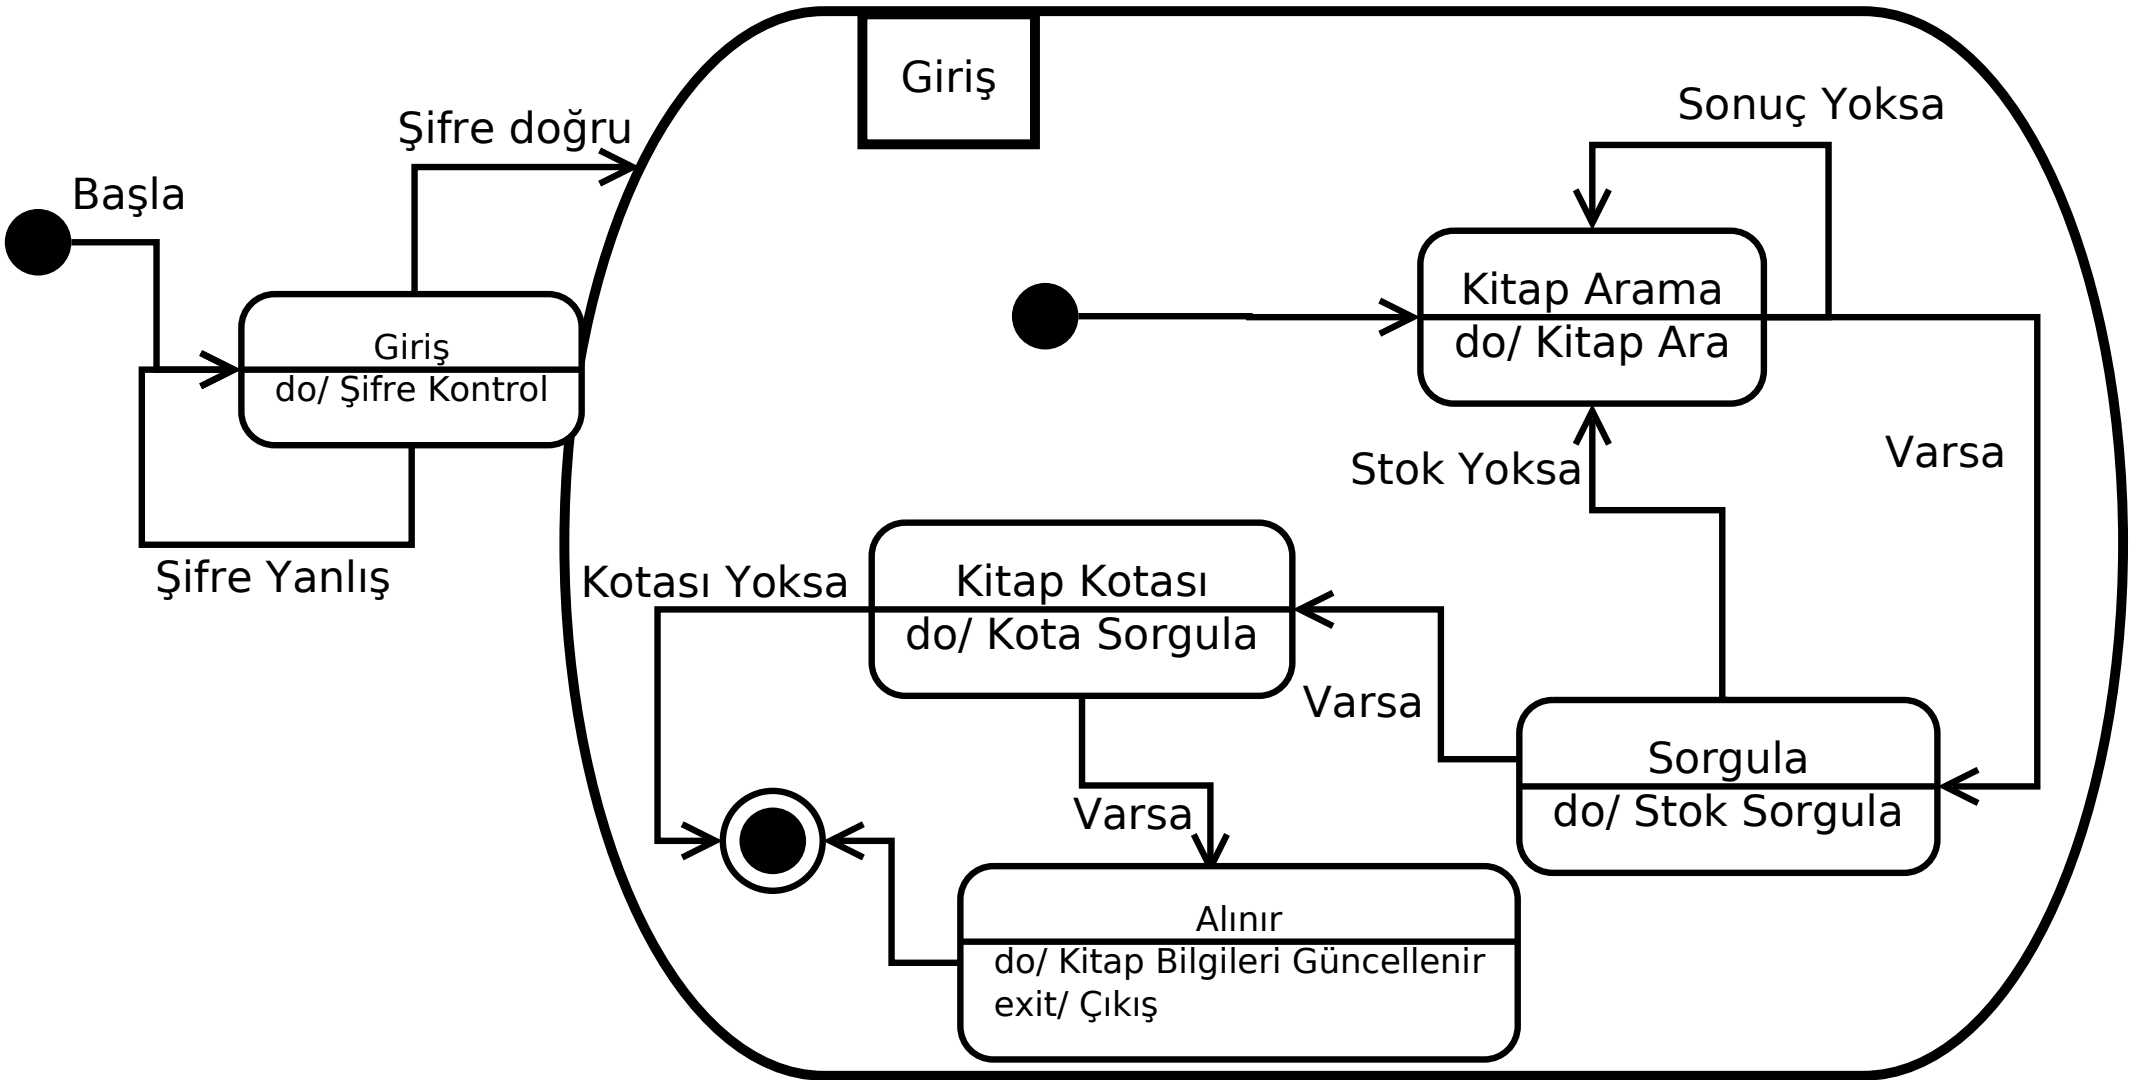 Giriş
Sonuç Yoksa
Şifre doğru
Başla
Kitap Arama
do/ Kitap Ara
Giriş
do/ Şifre Kontrol
Varsa
Stok Yoksa
Şifre Yanlış
Kotası Yoksa
Kitap Kotası
do/ Kota Sorgula
Varsa
Sorgula
do/ Stok Sorgula
Varsa
Alınır
do/ Kitap Bilgileri Güncellenir
exit/ Çıkış